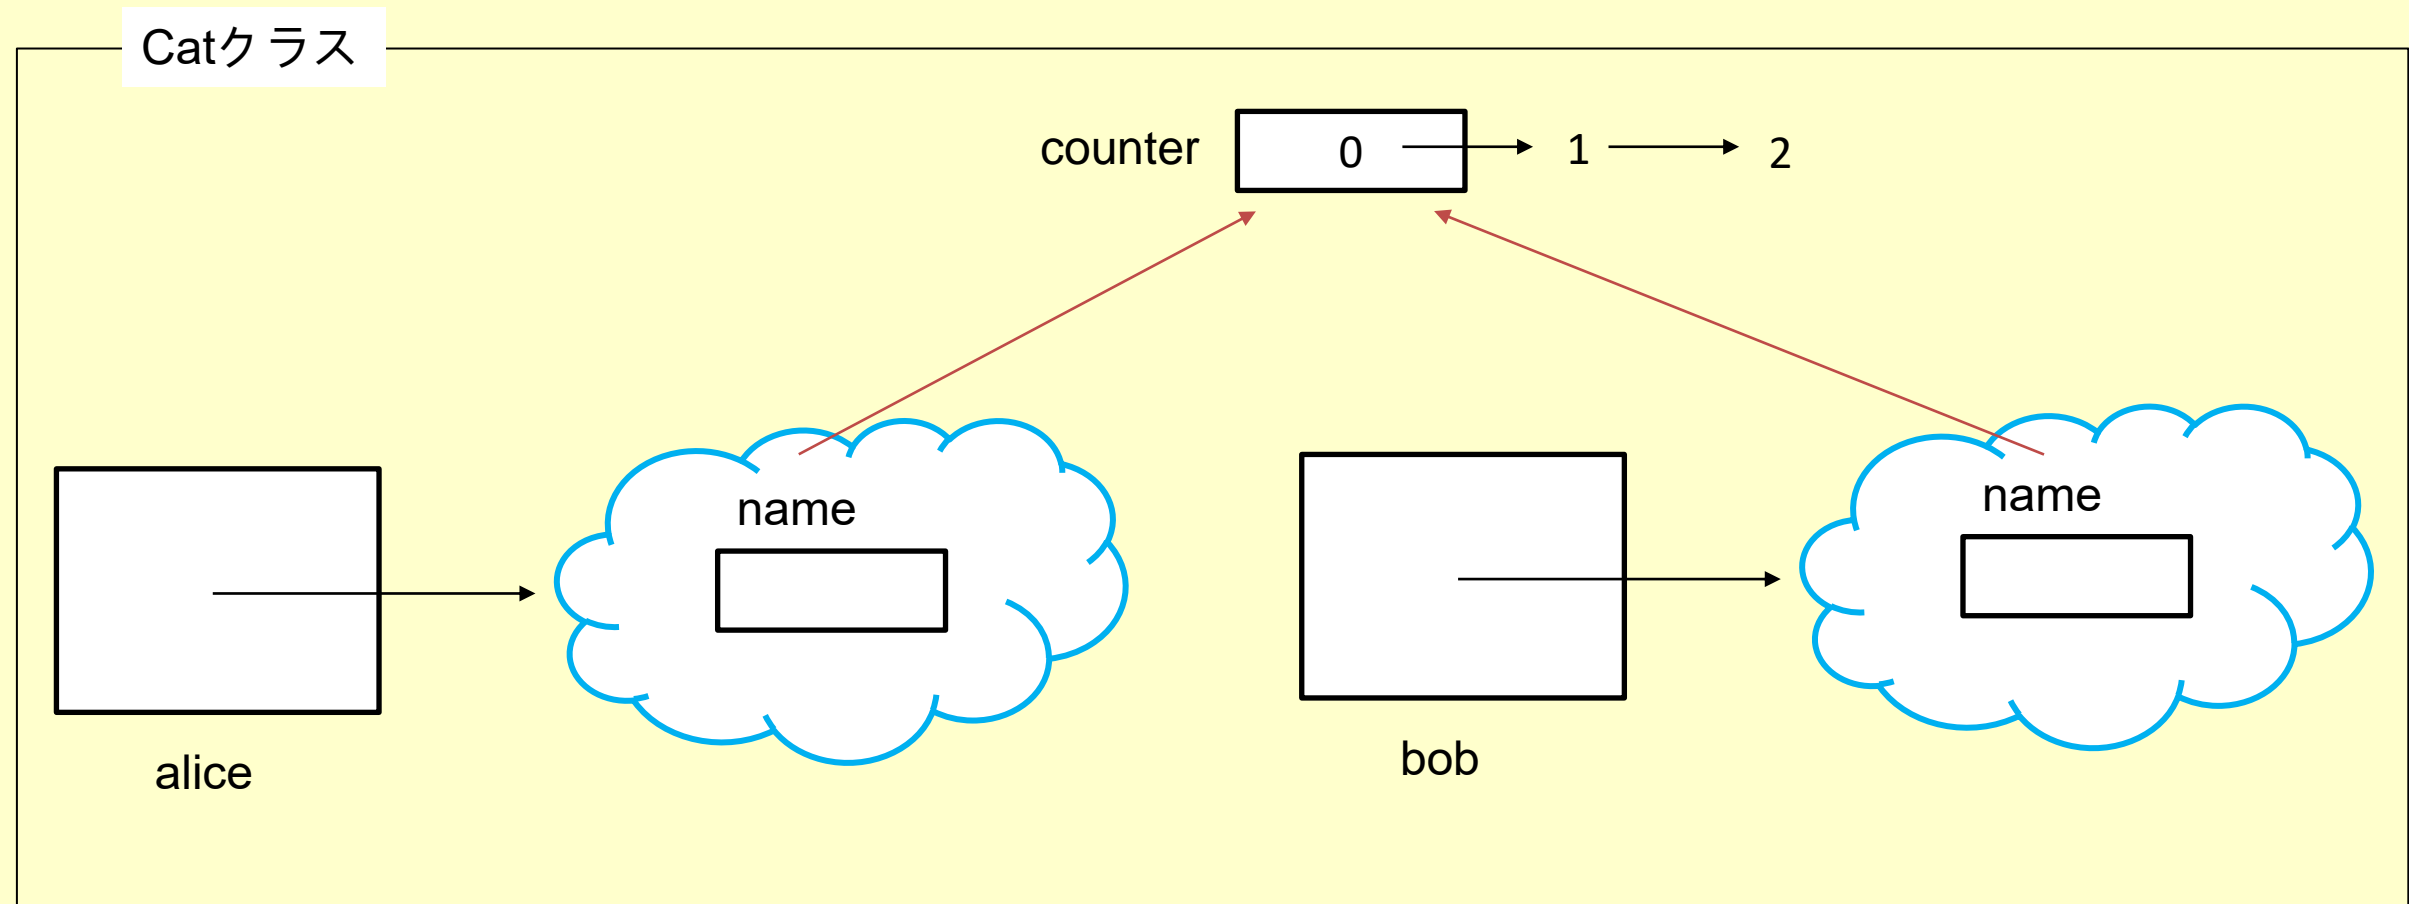 Catクラス
counter 0 1 2
name
name
alice
bob